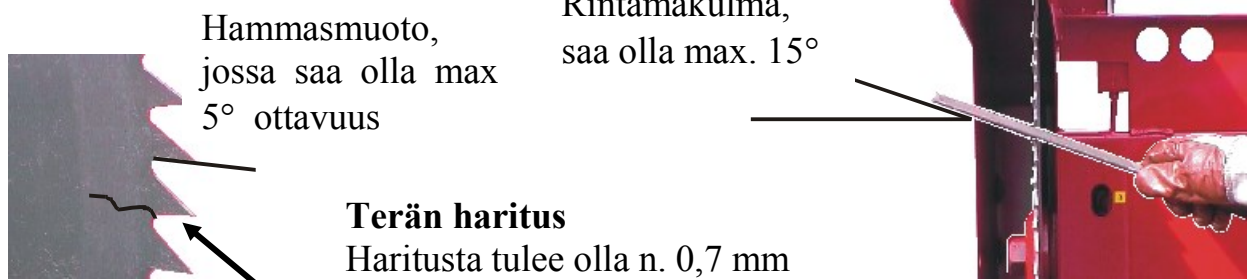 Hammasmuoto,
jossa saa olla max
5° ottavuus
Rintamakulma,
saa olla max. 15°
Terän haritus
Haritusta tulee olla n. 0,7 mm